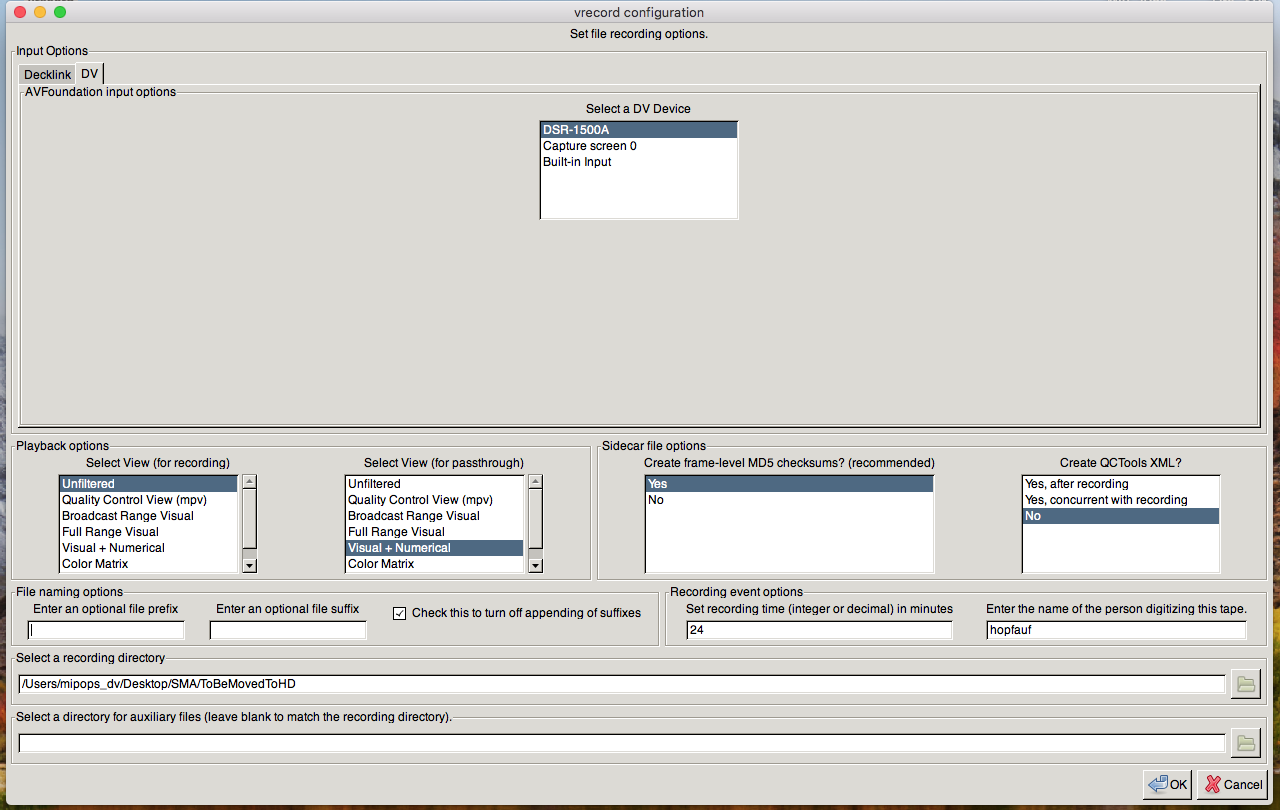 vrecord configuration
Set file recording options.
Input Options
Decklink DV
AVFoundation input options
Select a DV Device
DSR-1500A
Capture screen 0
Built-in Input
Playback options
Select View (for recording)
Unfiltered
Quality Control View (mpv)
Broadcast Range Visual
Full Range Visual
Visual + Numerical
Color Matrix
Select View (for passthrough)
Unfiltered
Quality Control View (mpv)
Broadcast Range Visual
Full Range Visual
Visual + Numerical
Color Matrix
Sidecar file options
Create frame-level MD5 checksums? (recommended)
Yes
No
Create QCTools XML?
Yes, after recording
Yes, concurrent with recording
No
File naming options
Enter an optional file prefix
Enter an optional file suffix
Check this to turn off appending of suffixes
Recording event options
Set recording time (integer or decimal) in minutes
24
Enter the name of the person digitizing this tape.
hopfauf
Select a recording directory
/Users/mipops_dv/Desktop/SMA/ToBeMovedToHD
Select a directory for auxiliary files (leave blank to match the recording directory).
OK
Cancel